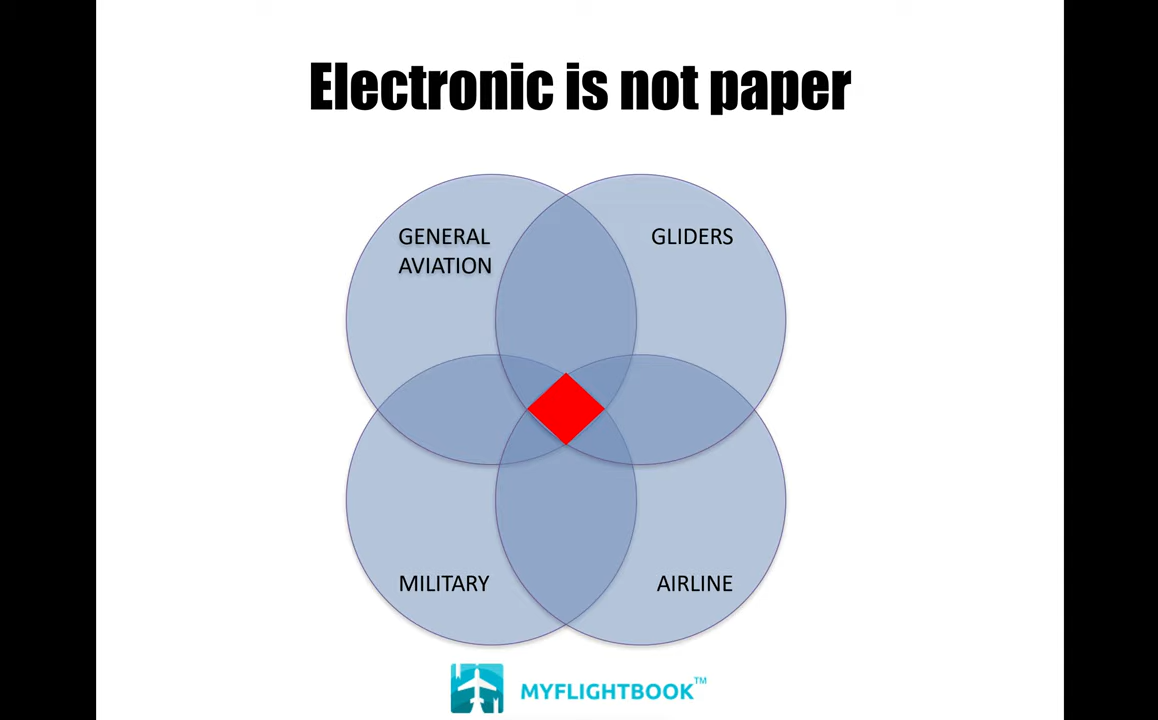 Electronic is not paper
GENERAL
AVIATION
GLIDERS
MILITARY
AIRLINE
MYFLIGHTBOOK™